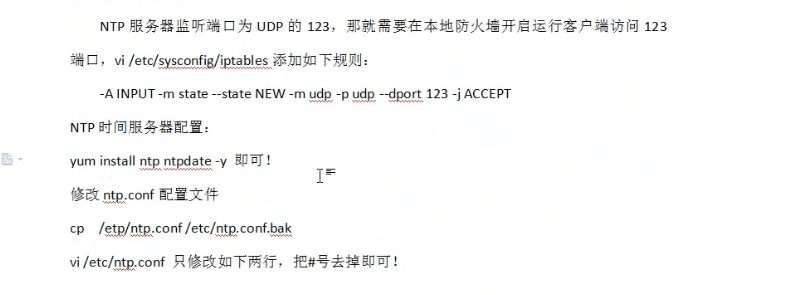 NTP 服务器监听端口为 UDP 的 123，那就需要在本地防火墙开启运行客户端访问 123
端口，vi /etc/sysconfig/iptables 添加如下规则：
-A INPUT -m state --state NEW -m udp -p udp --dport 123 -j ACCEPT
NTP 时间服务器配置：
yum install ntp ntpdate -y 即可！
修改 ntp.conf 配置文件
cp /etp/ntp.conf /etc/ntp.conf.bak
vi /etc/ntp.conf 只修改如下两行，把#号去掉即可！